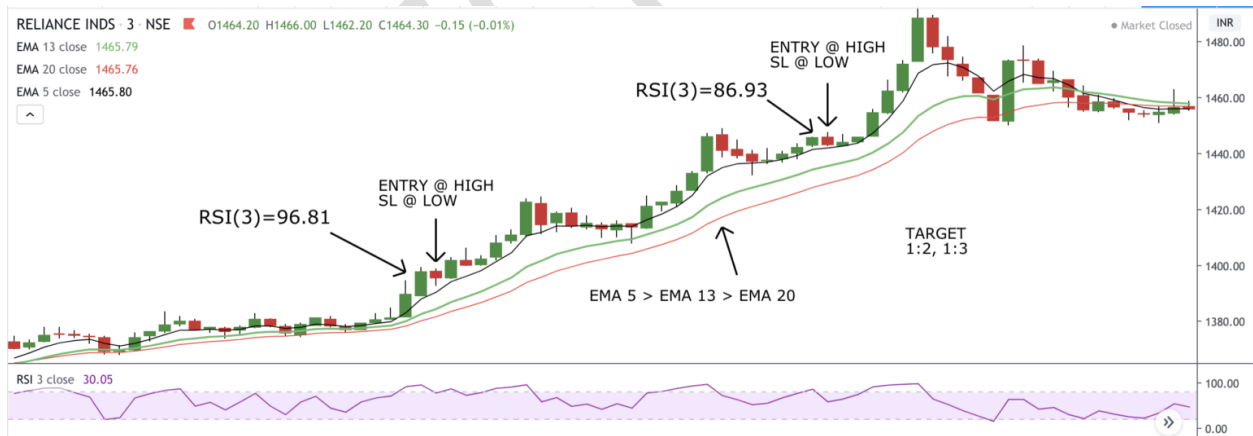 RELIANCE INDS · 3 · NSE O1464.20 H1466.00 L1462.20 C1464.30 −0.15 (−0.01%)
Market Closed
INR
EMA 13 close 1465.79
EMA 20 close 1465.76
EMA 5 close 1465.80
1480.00
1460.00
1440.00
1420.00
1400.00
1380.00
ENTRY @ HIGH
SL @ LOW
RSI(3)=86.93
ENTRY @ HIGH
SL @ LOW
RSI(3)=96.81
TARGET
1:2, 1:3
EMA 5 > EMA 13 > EMA 20
RSI 3 close 30.05
100.00
0.00